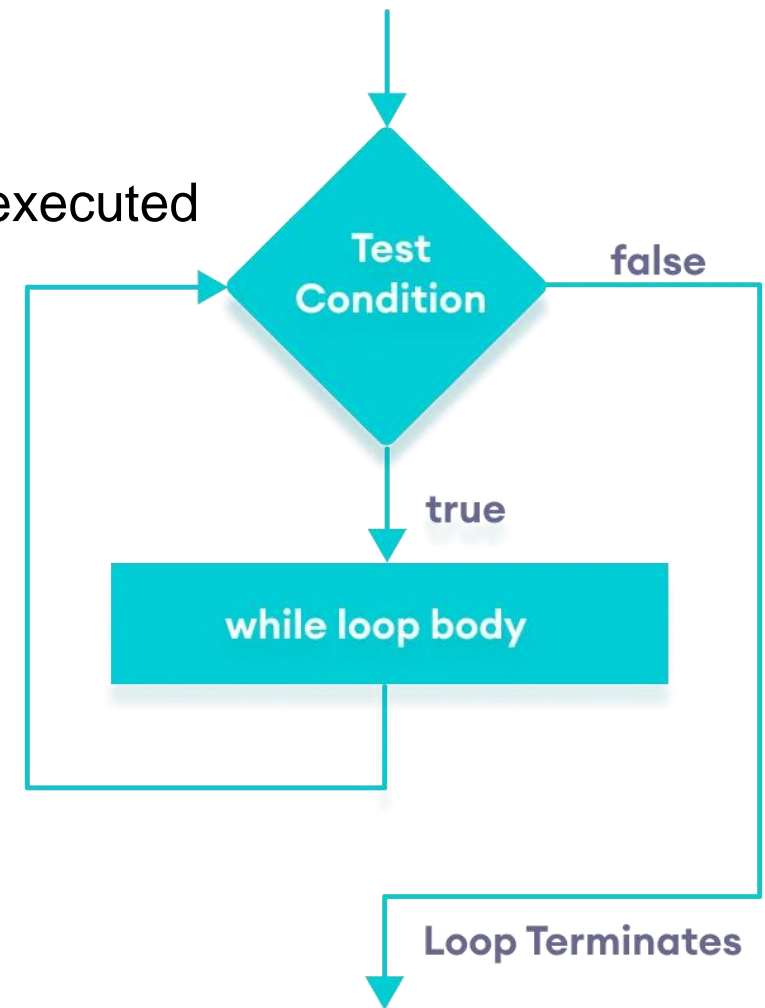 executed
Test
Condition
false
true
while loop body
Loop Terminates